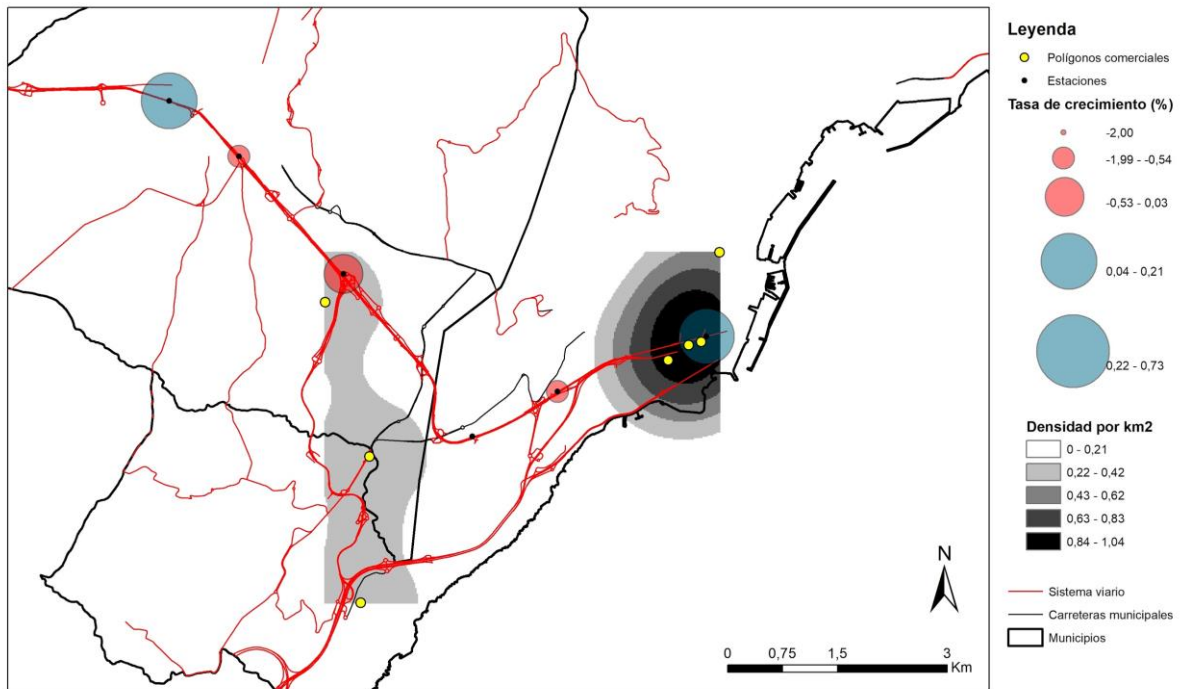 Leyenda
Polígonos comerciales
Estaciones
Tasa de crecimiento (%)
-2,00
-1,99 - -0,54
-0,53 - 0,03
0,04 - 0,21
0,22 - 0,73
Densidad por km2
0 - 0,21
0,22 - 0,42
0,43 - 0,62
0,63 - 0,83
0,84 - 1,04
Sistema viario
Carreteras municipales
Municipios
N
0 0,75 1,5 3
Km